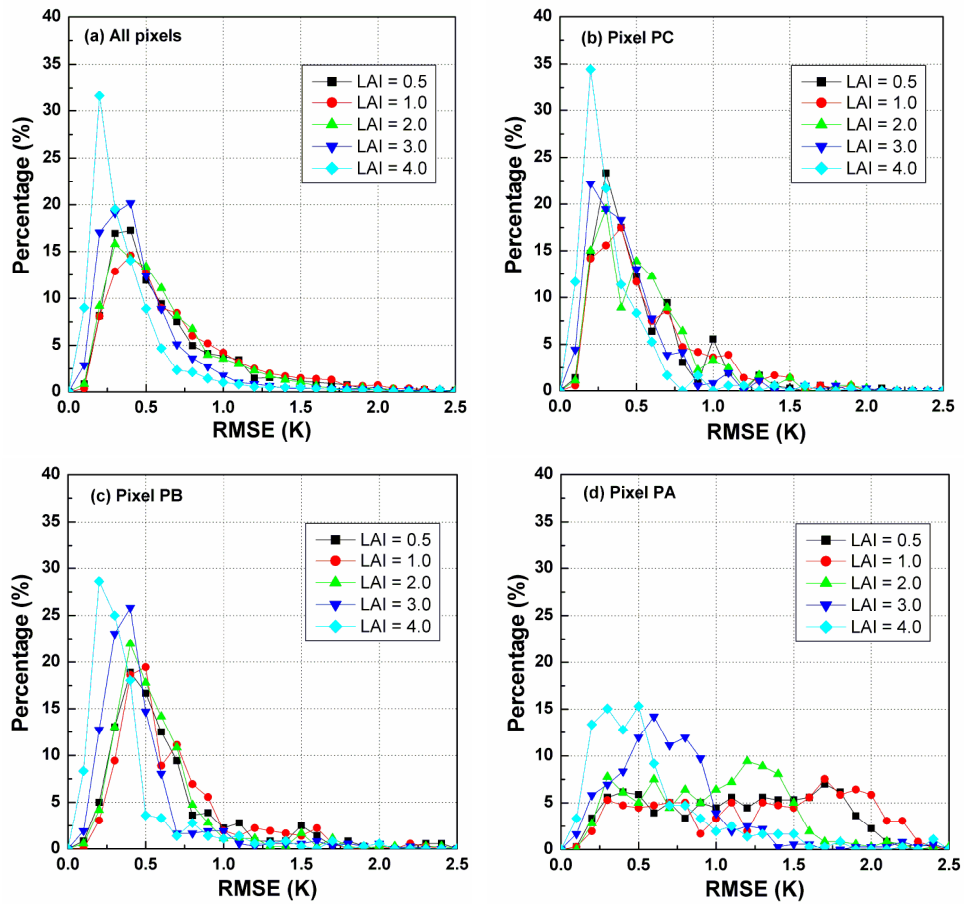 (a) All pixels
LAI = 0.5
LAI = 1.0
LAI = 2.0
LAI = 3.0
LAI = 4.0
Percentage (%)
40
35
30
25
20
15
10
5
0
0.0 0.5 1.0 1.5 2.0 2.5
RMSE (K)
(b) Pixel PC
LAI = 0.5
LAI = 1.0
LAI = 2.0
LAI = 3.0
LAI = 4.0
Percentage (%)
40
35
30
25
20
15
10
5
0
0.0 0.5 1.0 1.5 2.0 2.5
RMSE (K)
(c) Pixel PB
LAI = 0.5
LAI = 1.0
LAI = 2.0
LAI = 3.0
LAI = 4.0
Percentage (%)
40
35
30
25
20
15
10
5
0
0.0 0.5 1.0 1.5 2.0 2.5
RMSE (K)
(d) Pixel PA
LAI = 0.5
LAI = 1.0
LAI = 2.0
LAI = 3.0
LAI = 4.0
Percentage (%)
40
35
30
25
20
15
10
5
0
0.0 0.5 1.0 1.5 2.0 2.5
RMSE (K)